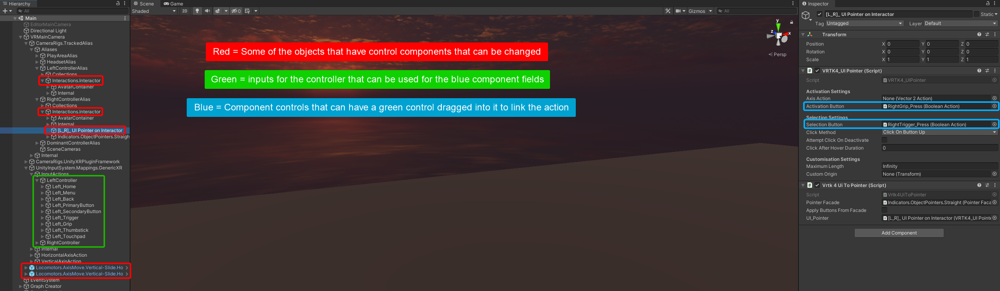 Hierarchy
All
Main
EditorMainCamera
Directional Light
VRMainCamera
CameraRigs.TrackedAlias
Aliases
PlayAreaAlias
HeadsetAlias
LeftControllerAlias
Collections
Interactions.Interactor
AvatarContainer
Internal
RightControllerAlias
Collections
Interactions.Interactor
AvatarContainer
Internal
[L_R]_ UI Pointer on Interactor
Indicators.ObjectPointers.Straigh
DominantControllerAlias
SceneCameras
Internal
CameraRigs.UnityXRPluginFramework
UnityInputSystem.Mappings.GenericXR
InputActions
LeftController
Left_Home
Left_Menu
Left_Back
Left_PrimaryButton
Left_SecondaryButton
Left_Trigger
Left_Grip
Left_Thumbstick
Left_Touchpad
RightController
Internal
HorizontalAxisAction
VerticalAxisAction
Locomotors.AxisMove.Vertical-Slide.Ho
Locomotors.AxisMove.Vertical-Slide.Ho
EventSystem
Graph Creator
Scene Game
Shaded 2D 0 Gizmos All
y
z x
Persp
Red = Some of the objects that have control components that can be changed
Green = inputs for the controller that can be used for the blue component fields
Blue = Component controls that can have a green control dragged into it to link the action
Inspector
[L_R]_ UI Pointer on Interactor Static
Tag Untagged Layer Default
Transform
Position X 0 Y 0 Z 0
Rotation X 0 Y 0 Z 0
Scale X 1 Y 1 Z 1
VRTK4_UI Pointer (Script)
Script VRTK4_UIPointer
Activation Settings
Axis Action None (Vector 2 Action)
Activation Button RightGrip_Press (Boolean Action)
Selection Settings
Selection Button RightTrigger_Press (Boolean Action)
Click Method Click On Button Up
Attempt Click On Deactivate
Click After Hover Duration 0
Customisation Settings
Maximum Length Infinity
Custom Origin None (Transform)
Vrtk 4 Ui To Pointer (Script)
Script Vrtk4UiToPointer
Pointer Facade Indicators.ObjectPointers.Straight (Pointer Faca
Apply Buttons From Facade
UI_Pointer [L_R]_ UI Pointer on Interactor (VRTK4_UI Pointe
Add Component